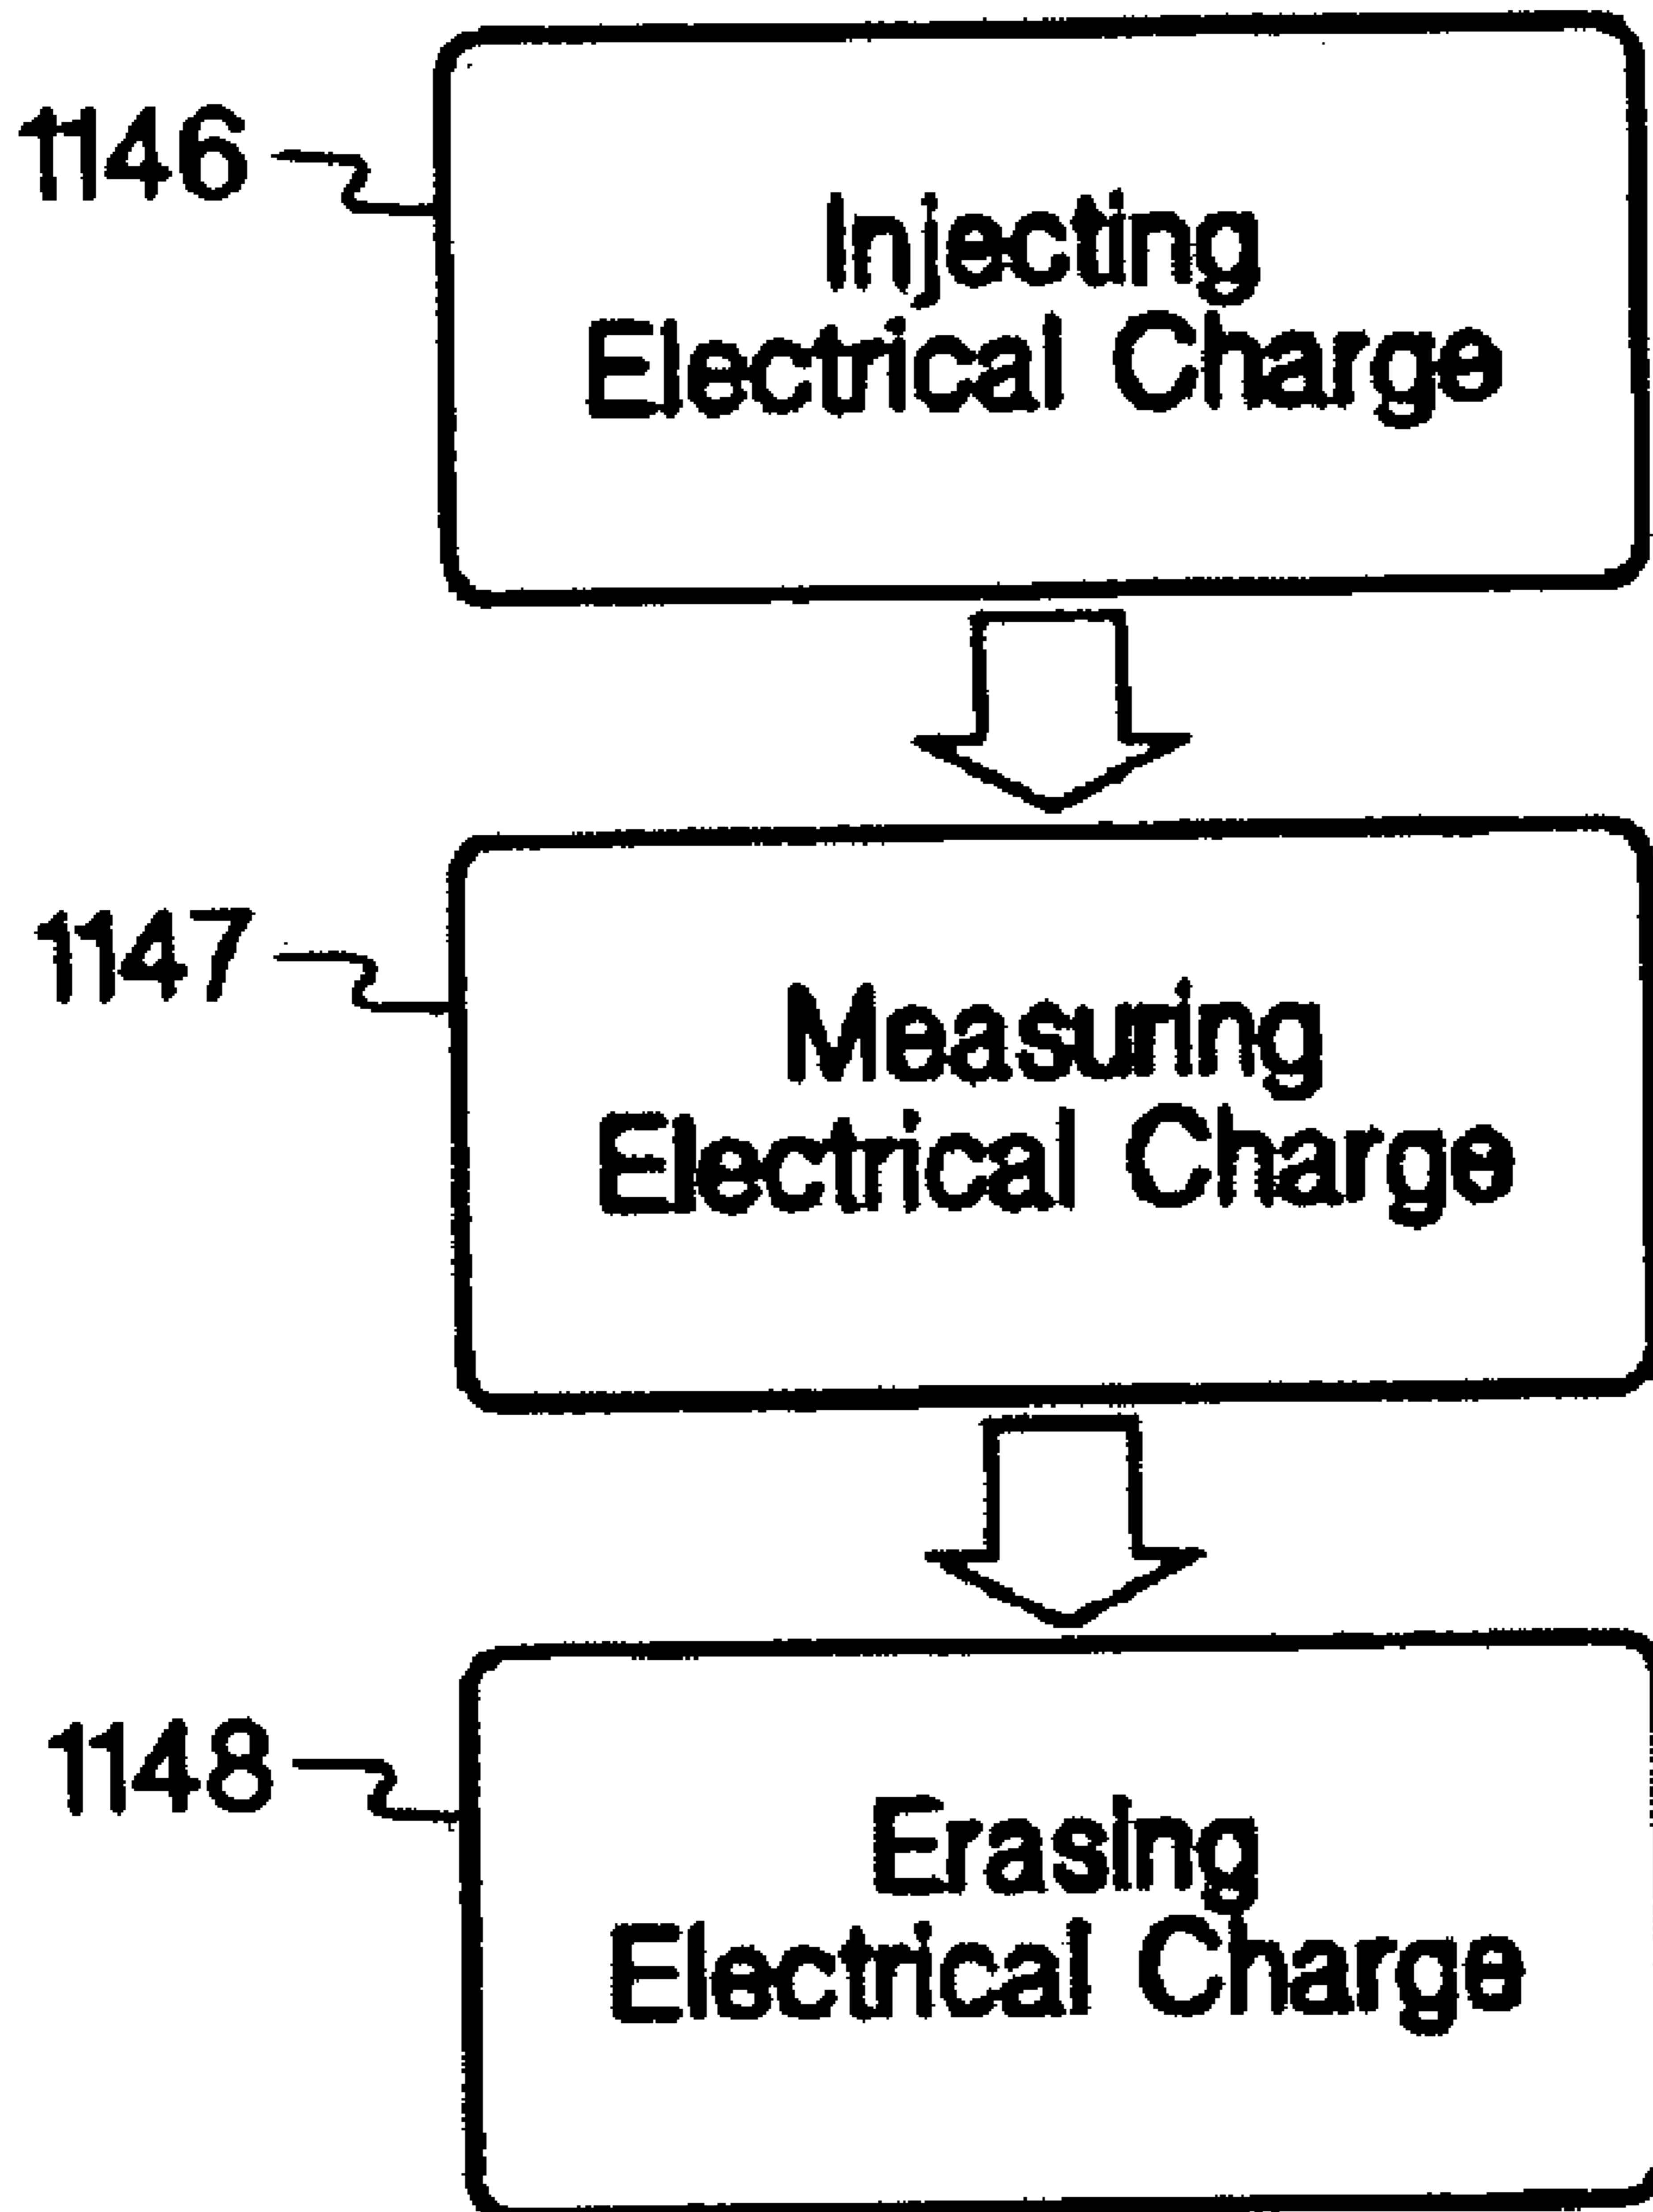 1146
Injecting
Electrical Charge
1147
Measuring
Electrical Charge
1148
Erasing
Electrical Charge